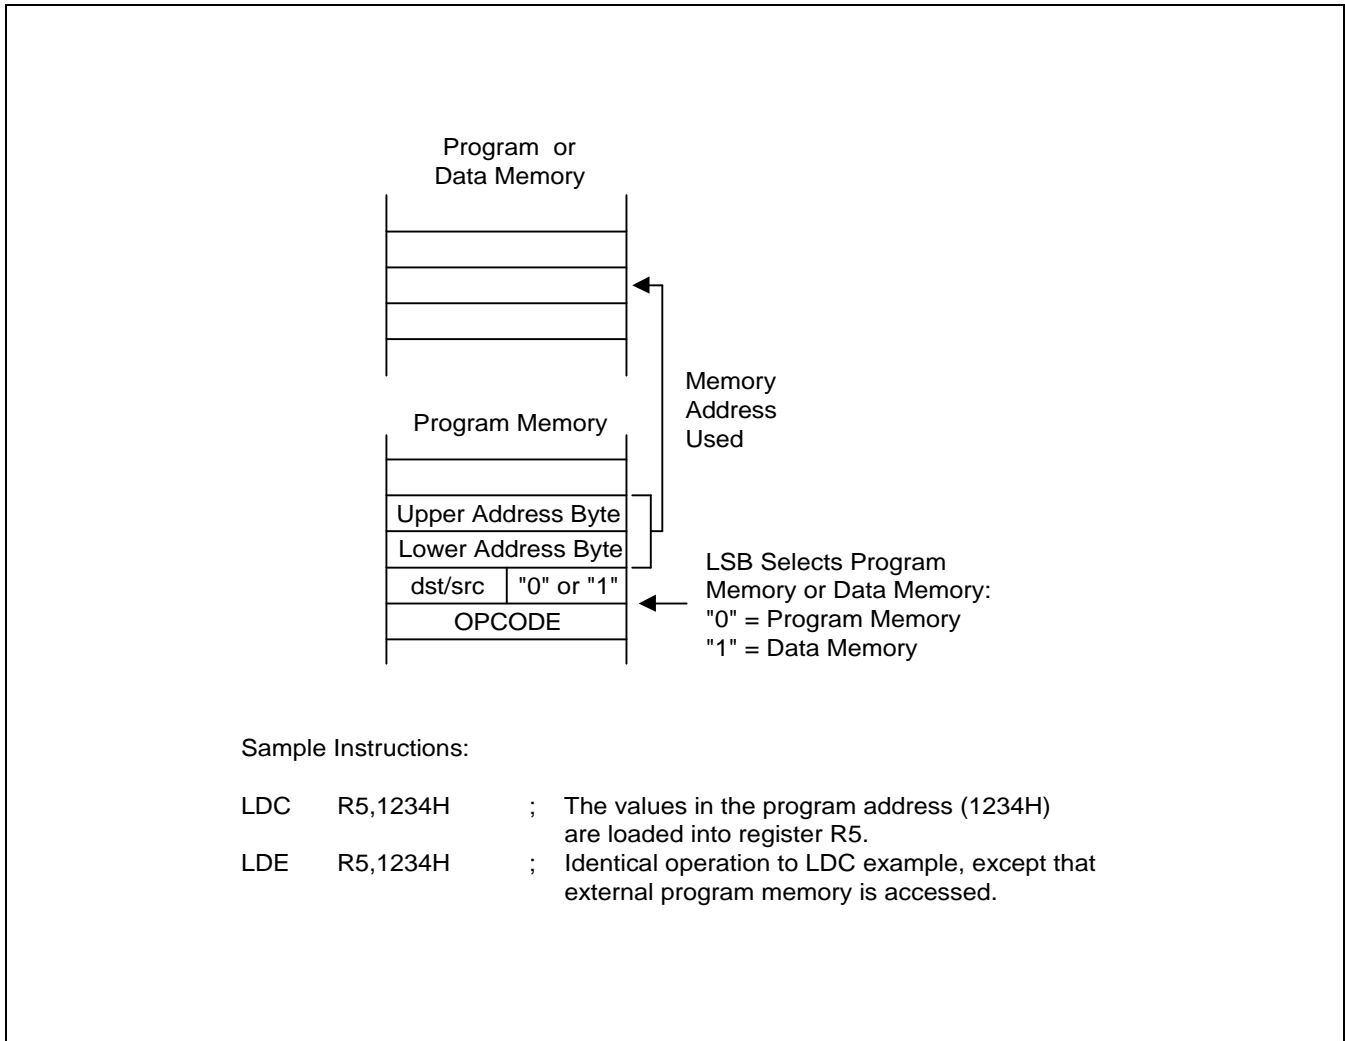 Program or
Data Memory
Memory
Address
Used
Program Memory
Upper Address Byte
Lower Address Byte
dst/src "0" or "1"
OPCODE
LSB Selects Program
Memory or Data Memory:
"0" = Program Memory
"1" = Data Memory
Sample Instructions:
LDC R5,1234H ; The values in the program address (1234H)
are loaded into register R5.
LDE R5,1234H ; Identical operation to LDC example, except that
external program memory is accessed.